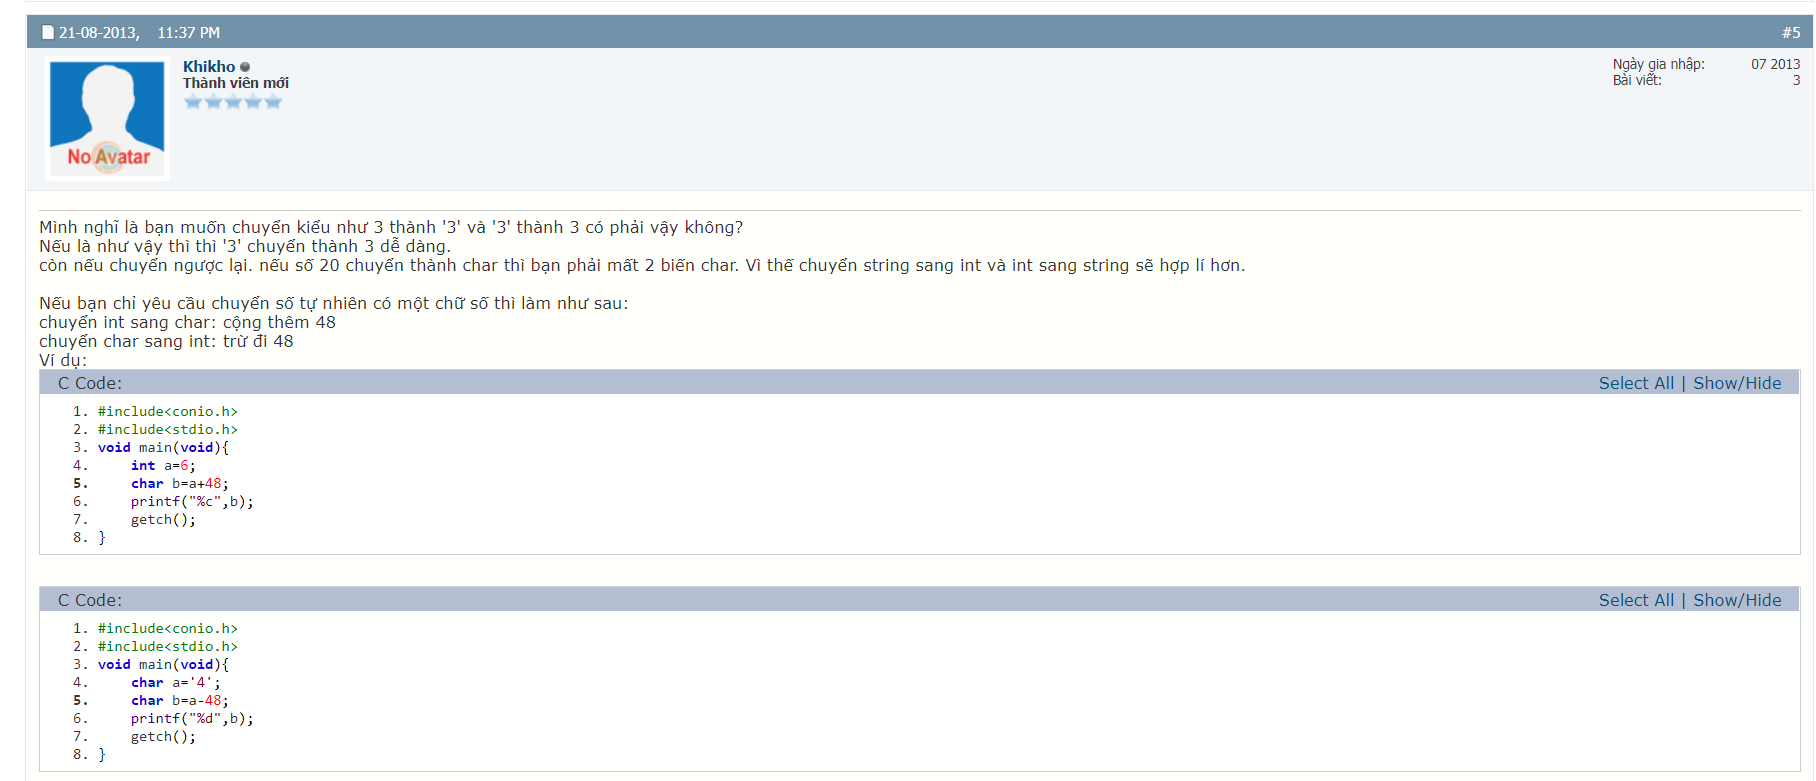 21-08-2013, 11:37 PM #5
Khikho
Thành viên mới
No Avatar
Ngày gia nhập: 07 2013
Bài viết: 3
Mình nghĩ là bạn muốn chuyển kiểu như 3 thành '3' và '3' thành 3 có phải vậy không?
Nếu là như vậy thì thì '3' chuyển thành 3 dễ dàng.
còn nếu chuyển ngược lại. nếu số 20 chuyển thành char thì bạn phải mất 2 biến char. Vì thế chuyển string sang int và int sang string sẽ hợp lí hơn.
Nếu bạn chỉ yêu cầu chuyển số tự nhiên có một chữ số thì làm như sau:
chuyển int sang char: cộng thêm 48
chuyển char sang int: trừ đi 48
Ví dụ:
C Code: Select All | Show/Hide
1. #include<conio.h>
2. #include<stdio.h>
3. void main(void){
4. int a=6;
5. char b=a+48;
6. printf("%c",b);
7. getch();
8. }
C Code: Select All | Show/Hide
1. #include<conio.h>
2. #include<stdio.h>
3. void main(void){
4. char a='4';
5. char b=a-48;
6. printf("%d",b);
7. getch();
8. }